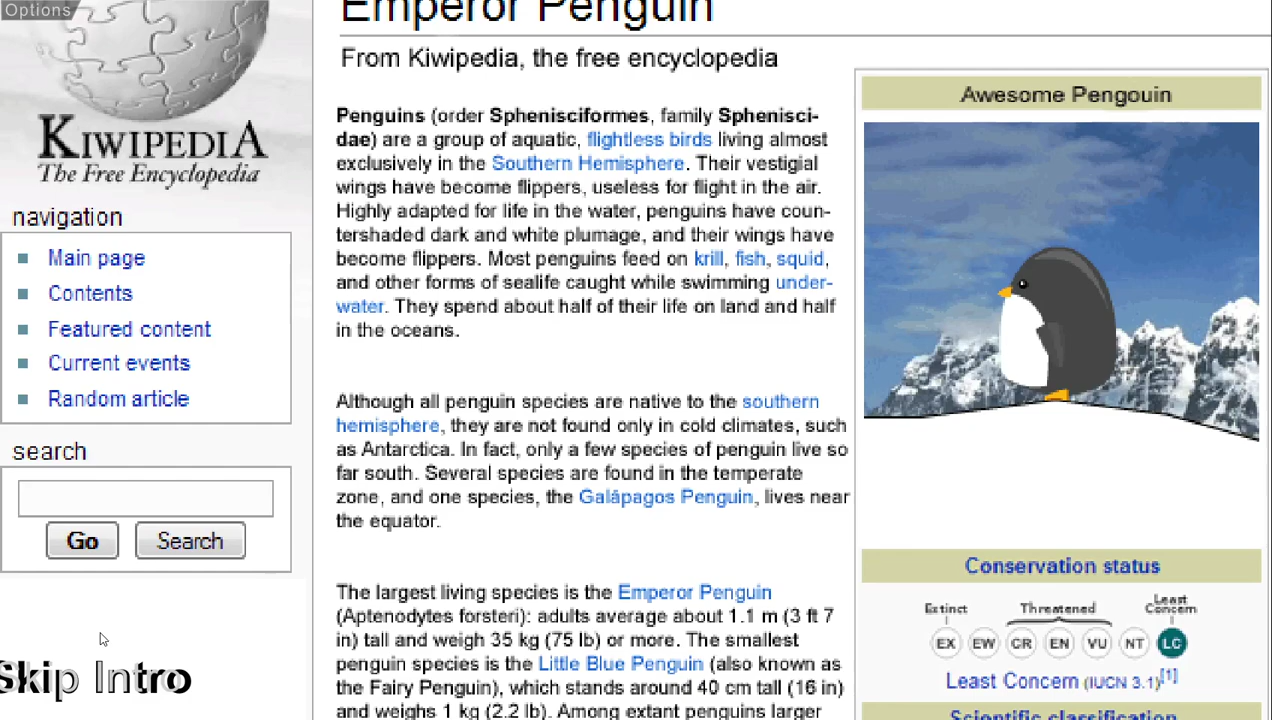 Options
Emperor Penguin
From Kiwipedia, the free encyclopedia
KIWIPEDIA
The Free Encyclopedia
navigation
Main page
Contents
Featured content
Current events
Random article
search
Go
Search
Skip Intro
Penguins (order Sphenisciformes, family Sphenisci-
dae) are a group of aquatic, flightless birds living almost
exclusively in the Southern Hemisphere. Their vestigial
wings have become flippers, useless for flight in the air.
Highly adapted for life in the water, penguins have coun-
tershaded dark and white plumage, and their wings have
become flippers. Most penguins feed on krill, fish, squid,
and other forms of sealife caught while swimming under-
water. They spend about half of their life on land and half
in the oceans.
Although all penguin species are native to the southern
hemisphere, they are not found only in cold climates, such
as Antarctica. In fact, only a few species of penguin live so
far south. Several species are found in the temperate
zone, and one species, the Galápagos Penguin, lives near
the equator.
The largest living species is the Emperor Penguin
(Aptenodytes forsteri): adults average about 1.1 m (3 ft 7
in) tall and weigh 35 kg (75 lb) or more. The smallest
penguin species is the Little Blue Penguin (also known as
the Fairy Penguin), which stands around 40 cm tall (16 in)
and weighs 1 kg (2.2 lb). Among extant penguins larger
Awesome Pengouin
Conservation status
Extinct Threatened Least Concern
EX EW CR EN VU NT LC
Least Concern (IUCN 3.1)[1]
Scientific classification